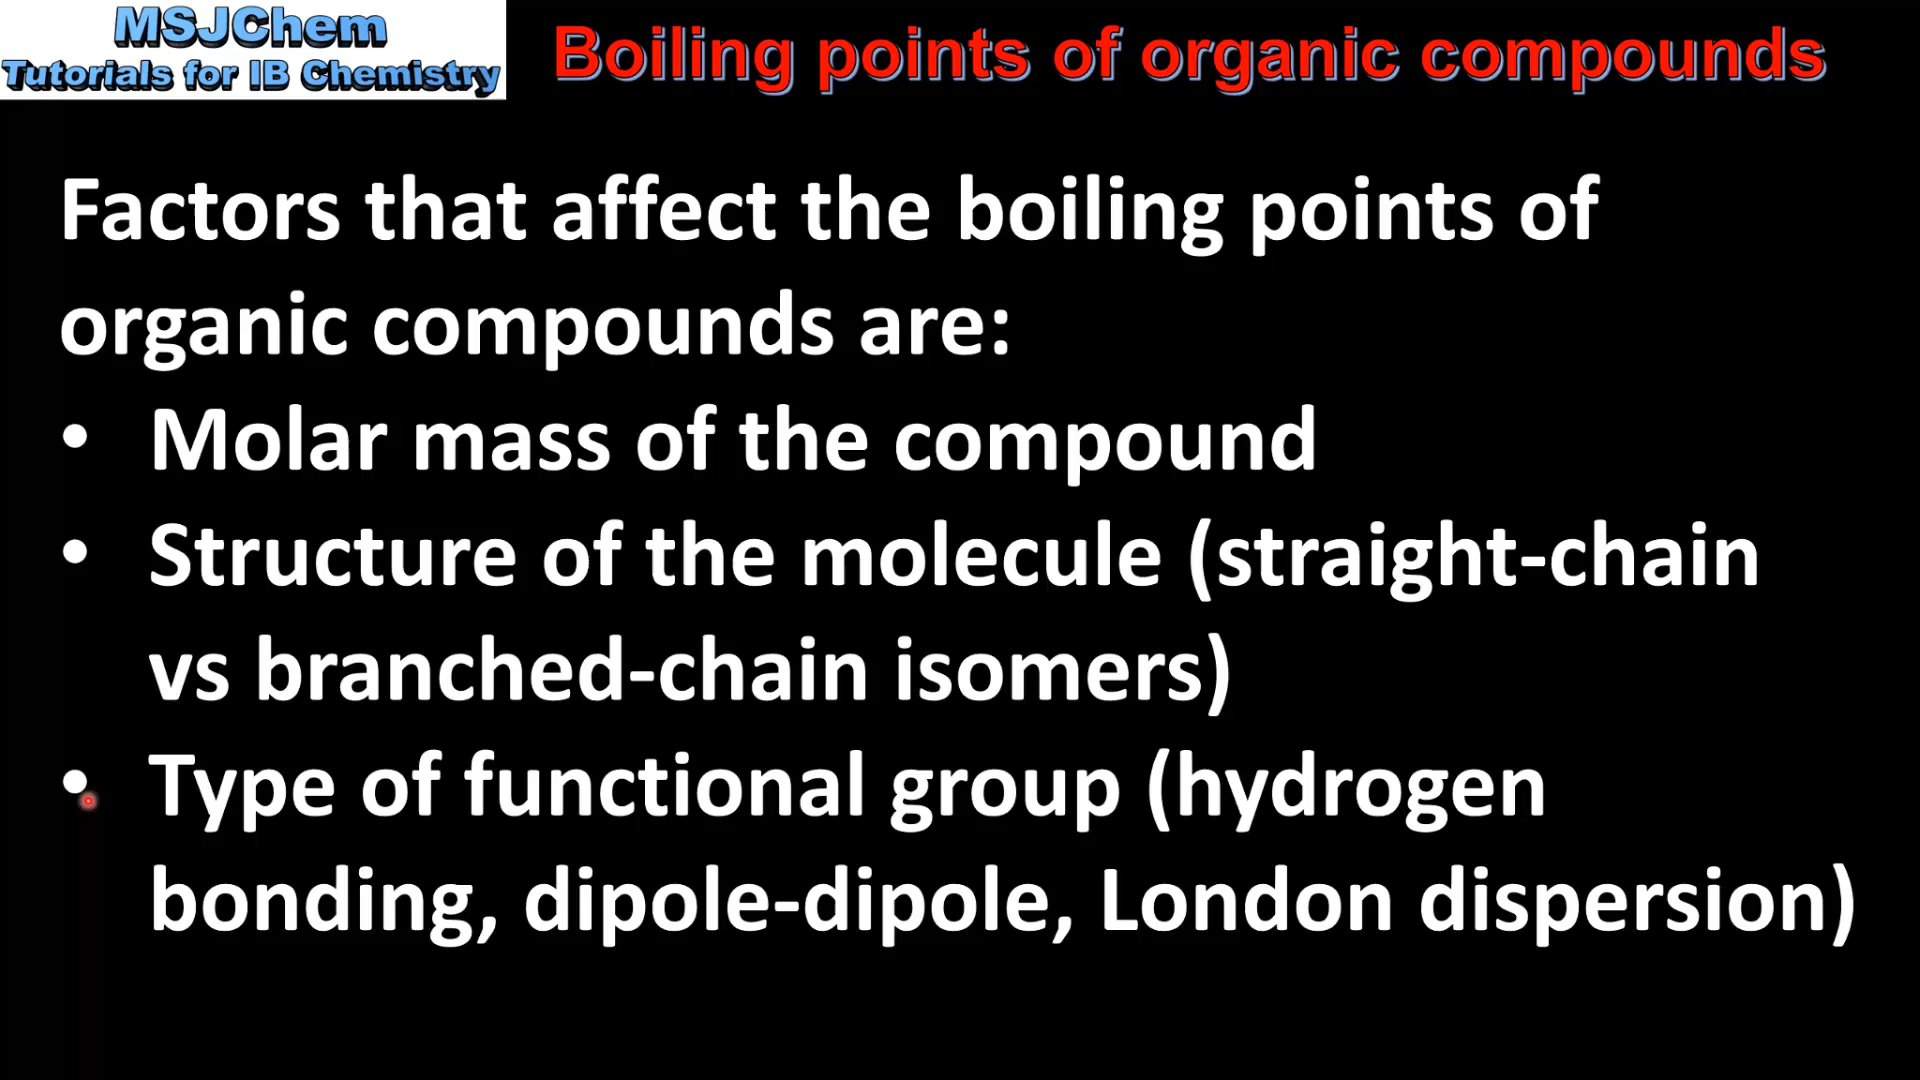 MSJChem
Tutorials for IB Chemistry
Boiling points of organic compounds
Factors that affect the boiling points of
organic compounds are:
• Molar mass of the compound
• Structure of the molecule (straight-chain
vs branched-chain isomers)
• Type of functional group (hydrogen
bonding, dipole-dipole, London dispersion)